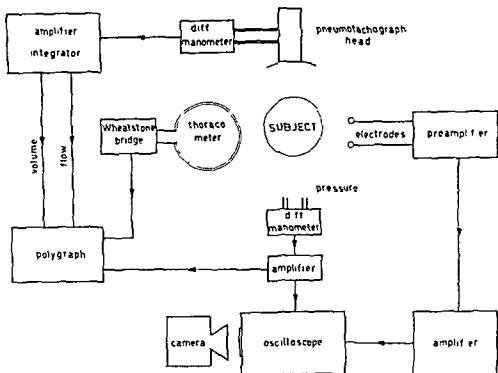 amplifier
integrator
diff
manometer
pneumotachograph
head
Wheatstone
bridge
thoraco
meter
SUBJECT
electrodes
preamplifier
volume
flow
pressure
diff
manometer
polygraph
amplifier
camera
oscilloscope
amplifier